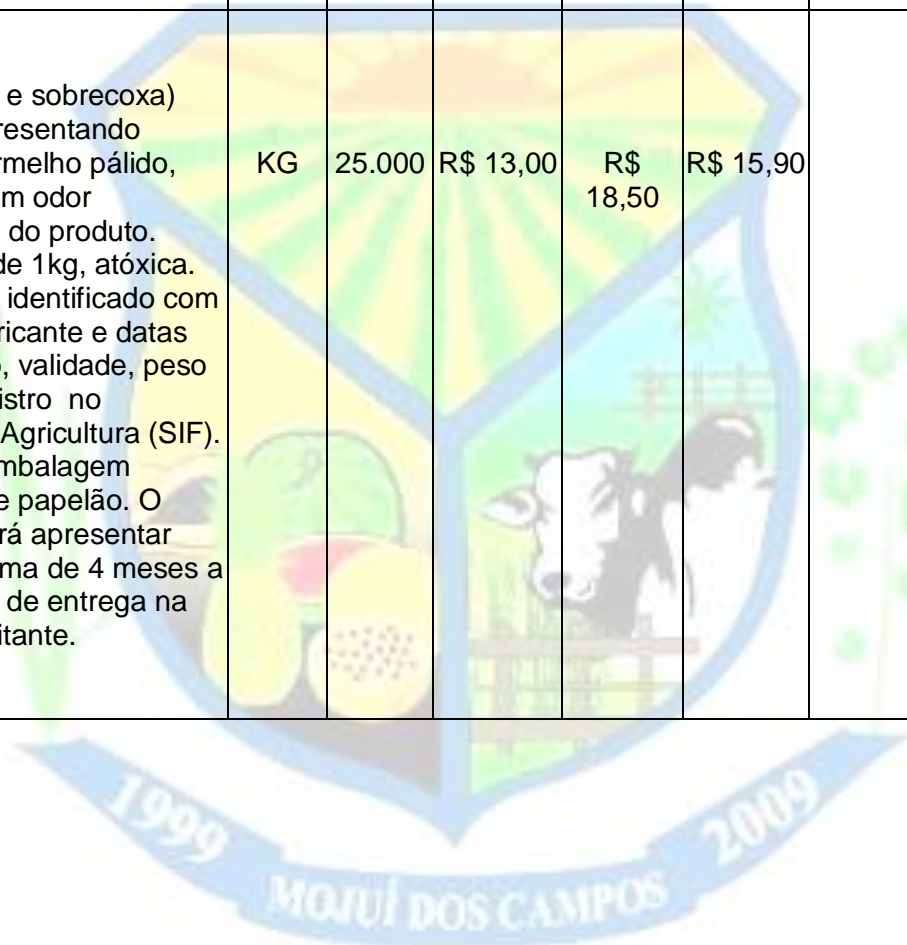 e sobrecoxa)
resentando
rmelho pálido,
m odor
do produto.
de 1kg, atóxica.
identificado com
ricante e datas
o, validade, peso
istro no
Agricultura (SIF).
mbalagem
e papelão. O
rá apresentar
ma de 4 meses a
de entrega na
itante.
KG
25.000
R$ 13,00
R$
18,50
R$ 15,90
1999
MOJUÍ DOS CAMPOS
2009